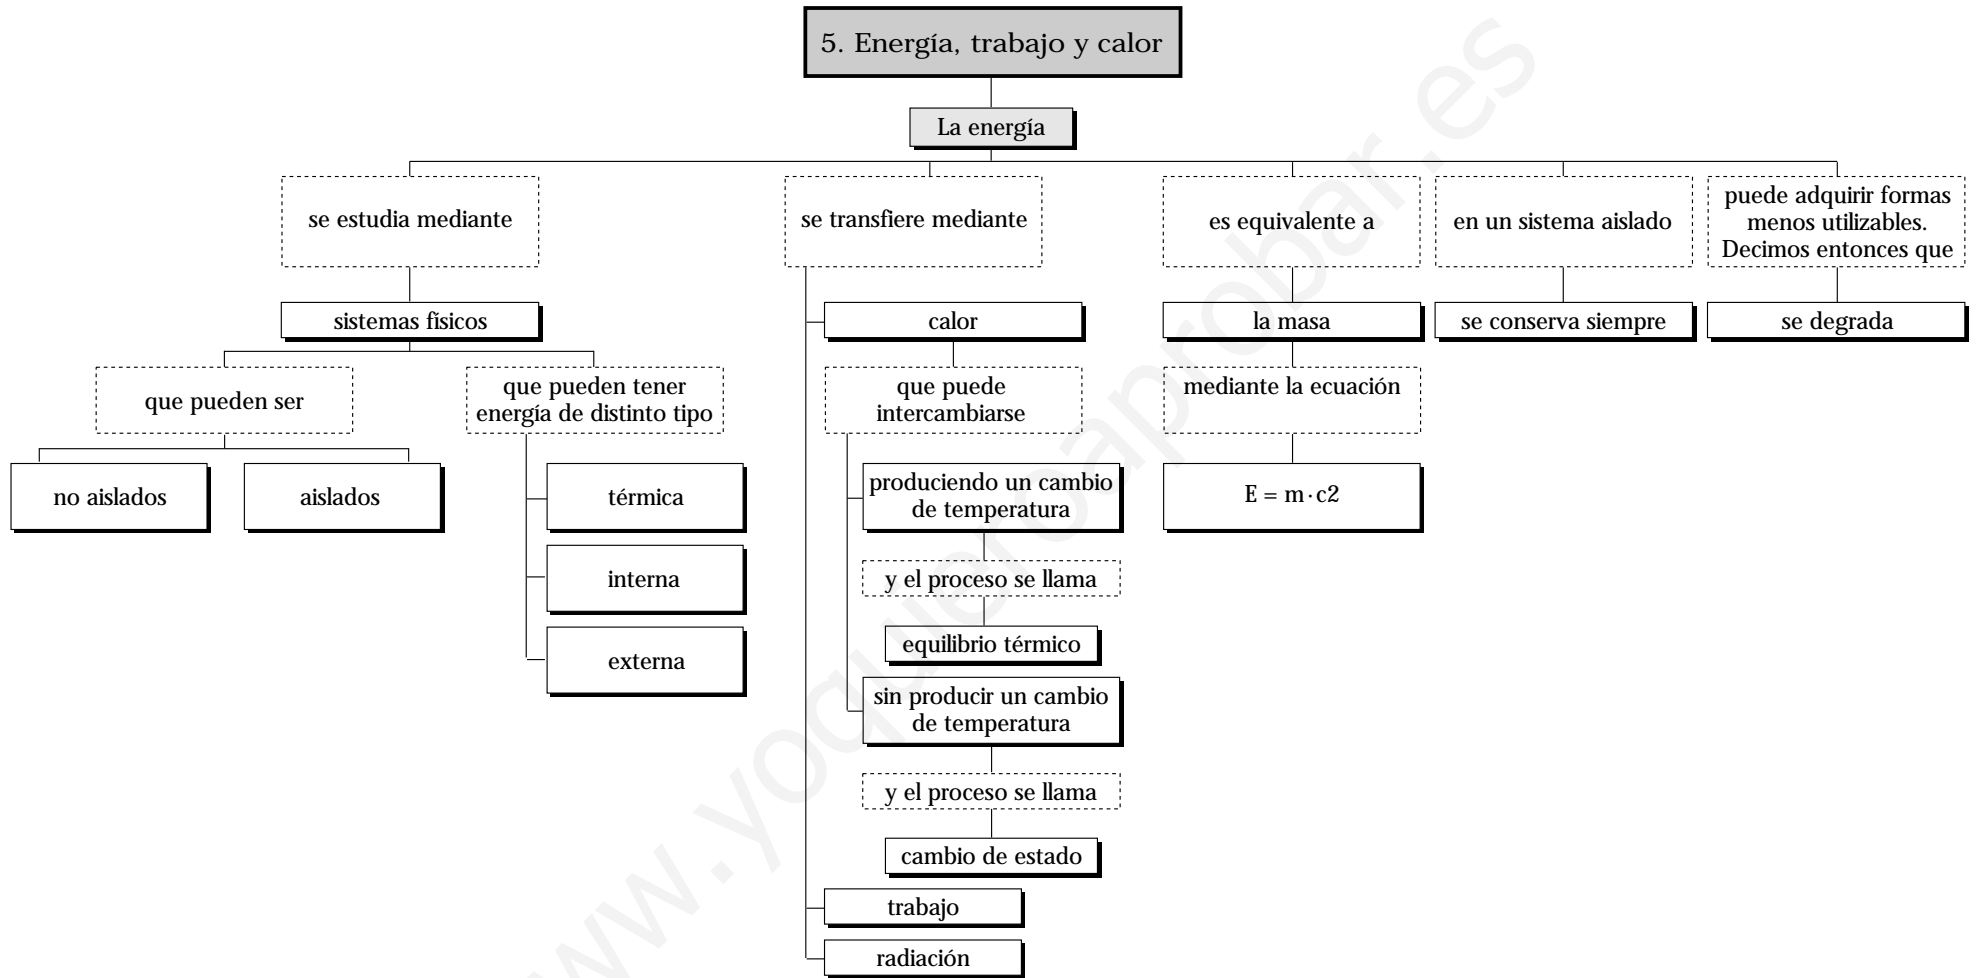 5. Energía, trabajo y calor
La energía
se estudia mediante
sistemas físicos
que pueden ser
no aislados
aislados
que pueden tener
energía de distinto tipo
térmica
interna
externa
se transfiere mediante
calor
que puede
intercambiarse
produciendo un cambio
de temperatura
y el proceso se llama
equilibrio térmico
sin producir un cambio
de temperatura
y el proceso se llama
cambio de estado
trabajo
radiación
es equivalente a
la masa
mediante la ecuación
E = m · c2
en un sistema aislado
se conserva siempre
puede adquirir formas
menos utilizables.
Decimos entonces que
se degrada
www.yoquieroaprobar.es